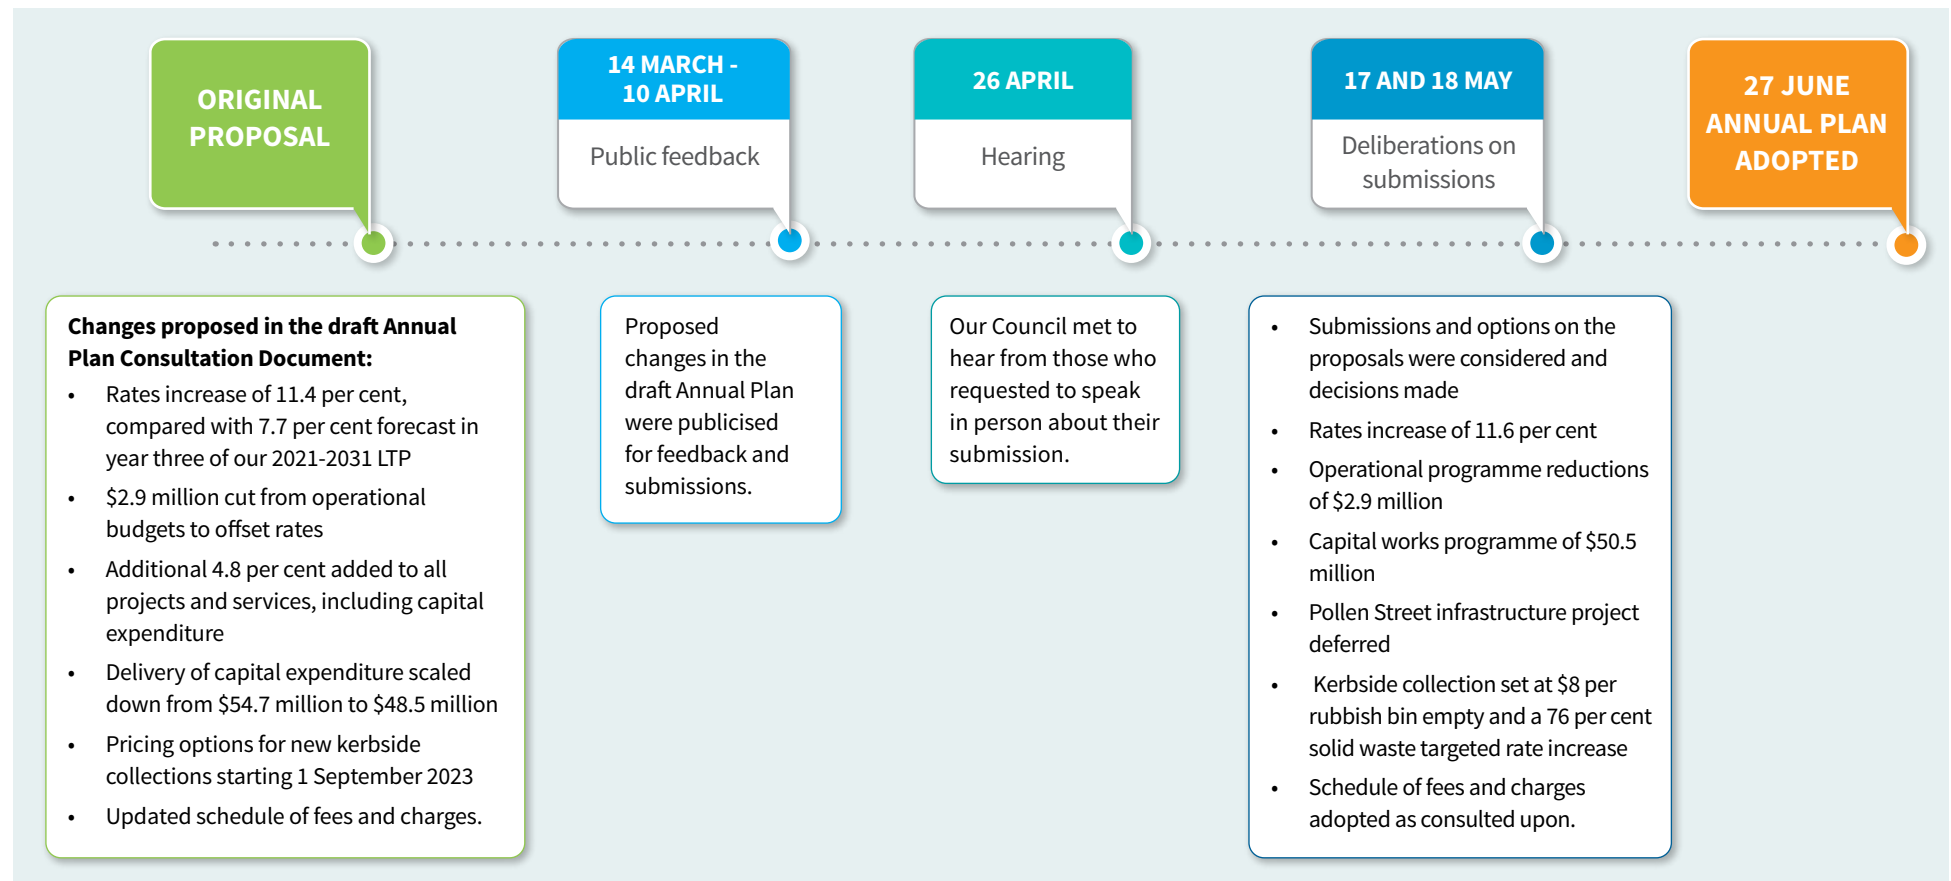 ORIGINAL
PROPOSAL
14 MARCH -
10 APRIL
Public feedback
26 APRIL
Hearing
17 AND 18 MAY
Deliberations on
submissions
27 JUNE
ANNUAL PLAN
ADOPTED
Changes proposed in the draft Annual
Plan Consultation Document:
• Rates increase of 11.4 per cent,
compared with 7.7 per cent forecast in
year three of our 2021-2031 LTP
• $2.9 million cut from operational
budgets to offset rates
• Additional 4.8 per cent added to all
projects and services, including capital
expenditure
• Delivery of capital expenditure scaled
down from $54.7 million to $48.5 million
• Pricing options for new kerbside
collections starting 1 September 2023
• Updated schedule of fees and charges.
Proposed
changes in the
draft Annual Plan
were publicised
for feedback and
submissions.
Our Council met to
hear from those who
requested to speak
in person about their
submission.
• Submissions and options on the
proposals were considered and
decisions made
• Rates increase of 11.6 per cent
• Operational programme reductions
of $2.9 million
• Capital works programme of $50.5
million
• Pollen Street infrastructure project
deferred
• Kerbside collection set at $8 per
rubbish bin empty and a 76 per cent
solid waste targeted rate increase
• Schedule of fees and charges
adopted as consulted upon.